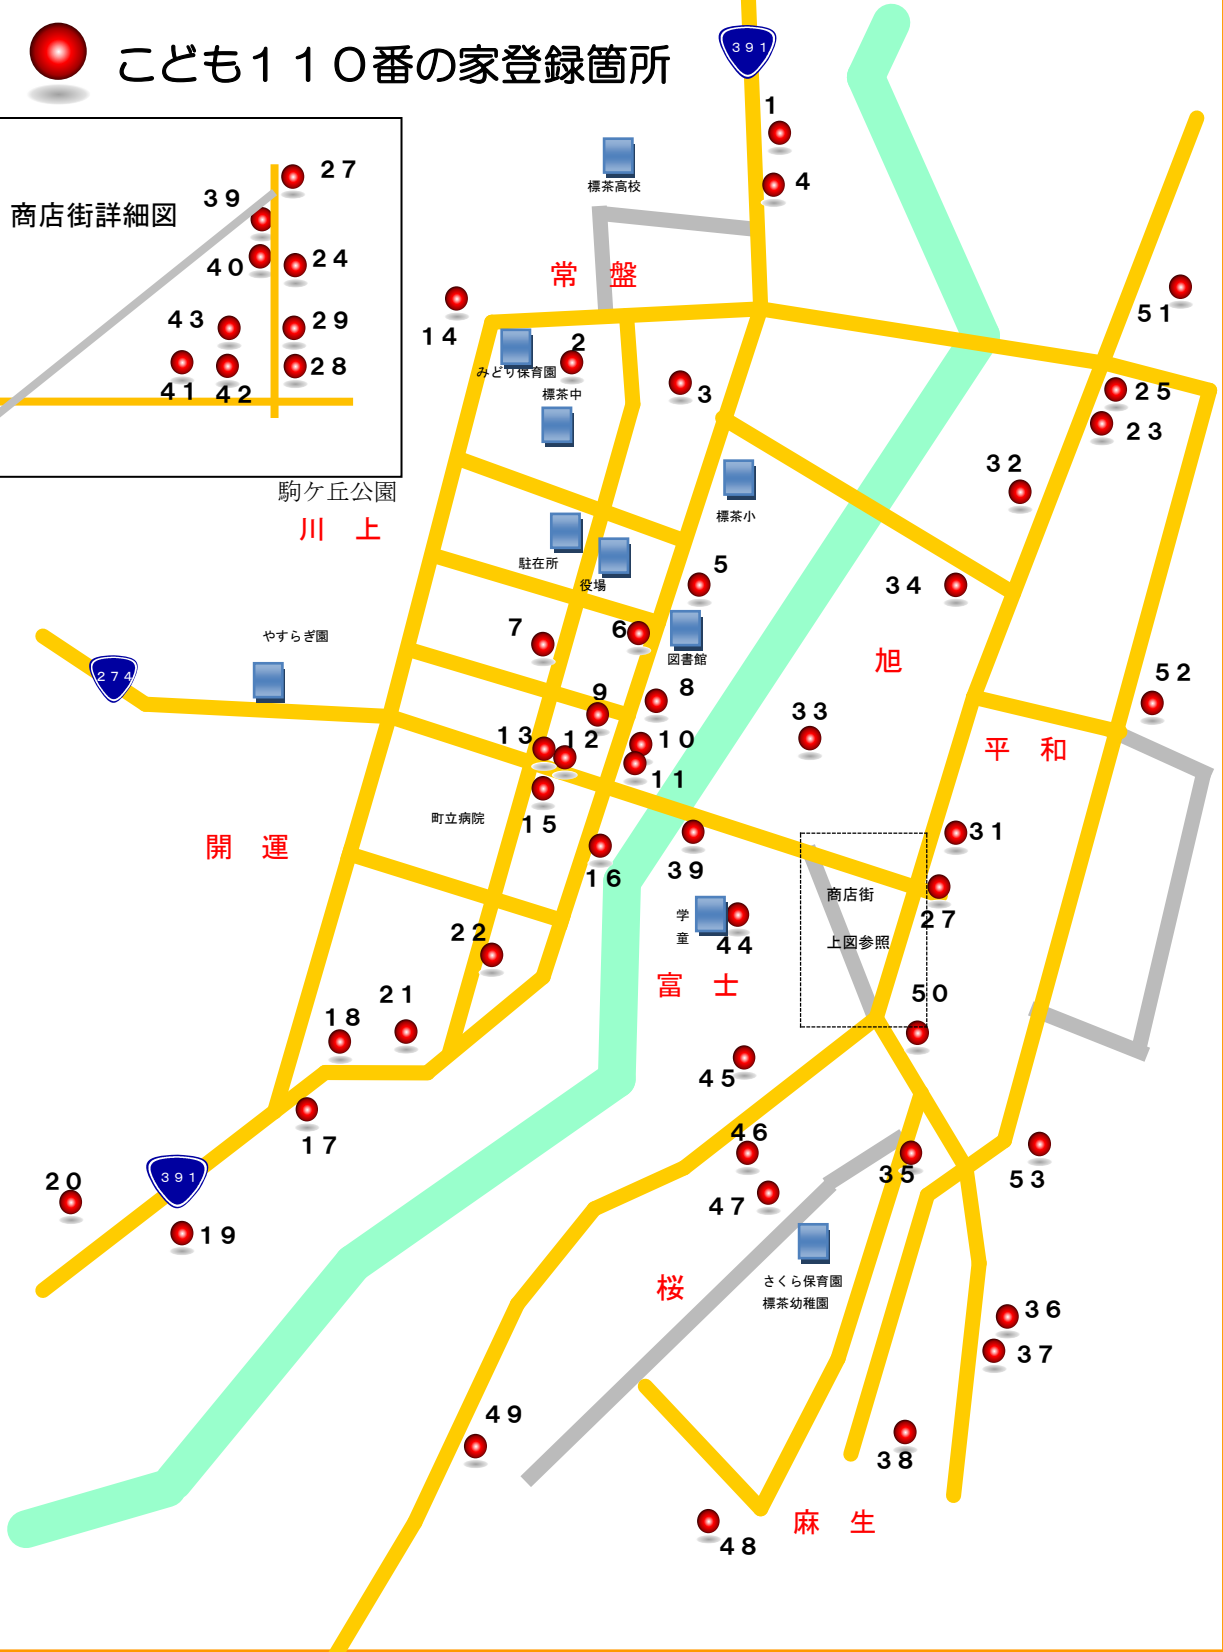 こども１１０番の家登録箇所
３９１
１
４
標茶高校
２７
３９
商店街詳細図
４０
２４
４３
２９
４１
４２
２８
常　盤
１４
２
みどり保育園
標茶中
３
５１
２５
２３
３２
駒ケ丘公園
川　上
標茶小
駐在所
役場
５
３４
７
６
図書館
旭
やすらぎ園
２７４
８
５２
９
３３
１３
１２
１０
平　和
１１
町立病院
１５
開　運
３９
３１
１６
商店街
２７
学
童
４４
上図参照
２２
富　士
５０
２１
１８
４５
１７
４６
３５
５３
３９１
２０
４７
１９
さくら保育園
標茶幼稚園
桜
３６
３７
４９
３８
４８
麻　生